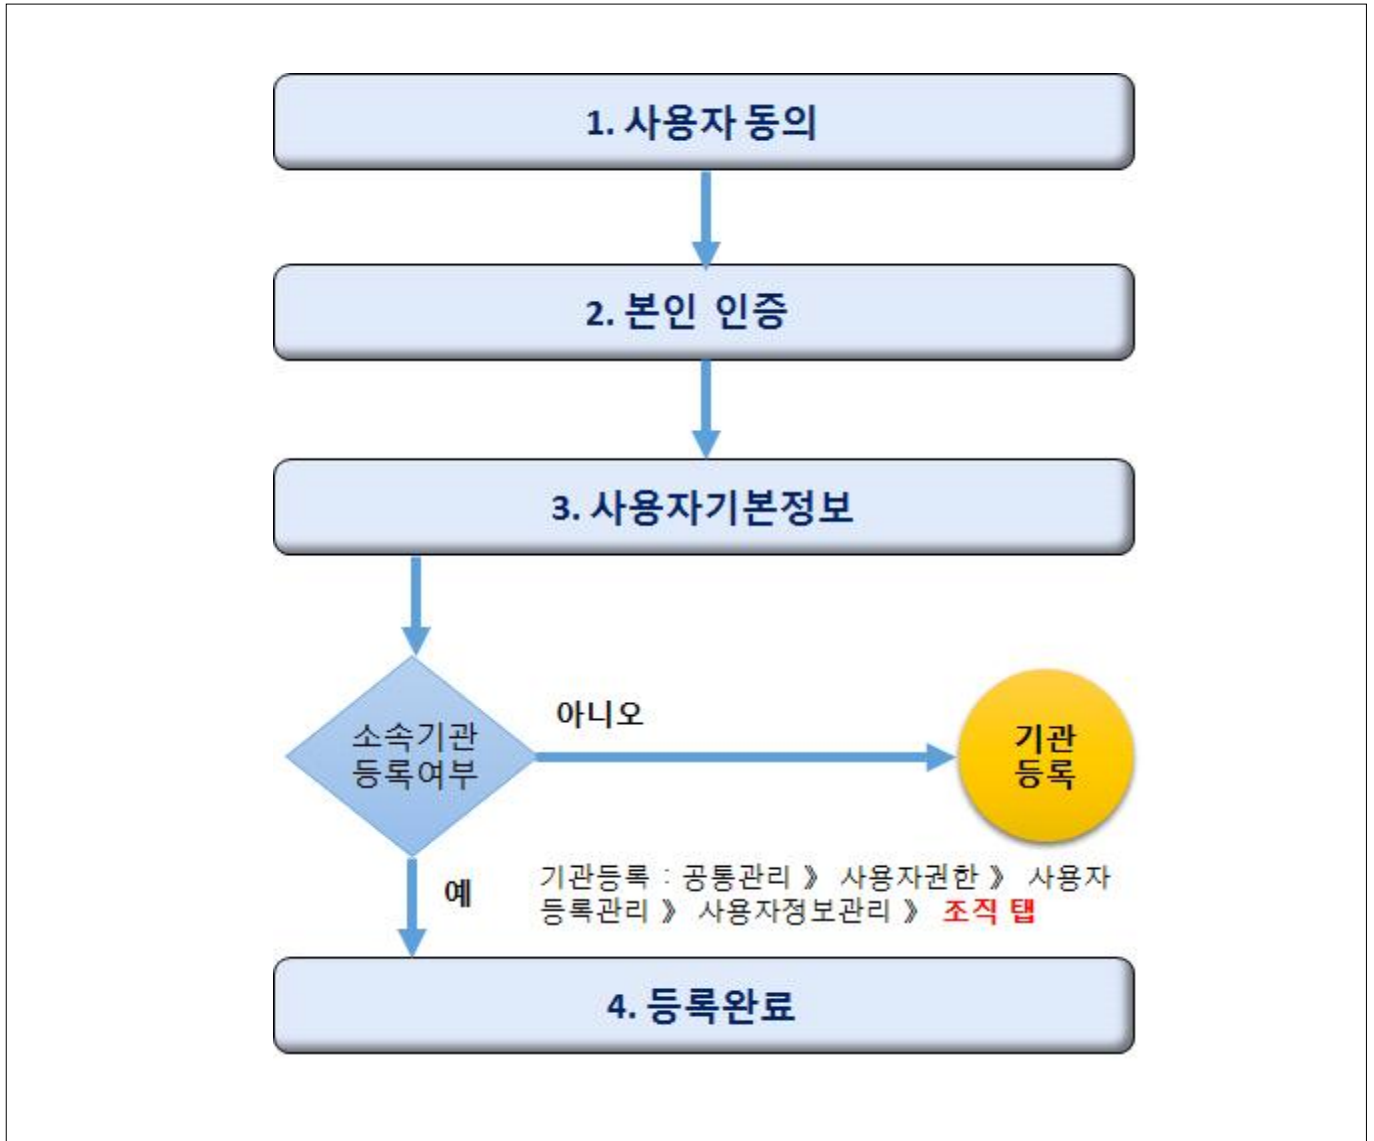 1. 사용자 동의
2. 본인 인증
3. 사용자기본정보
아니오
소속기관
등록여부
기관
등록
예
기관등록 : 공통관리 》 사용자권한 》 사용자
등록관리 》 사용자정보관리 》 조직 탭
4. 등록완료